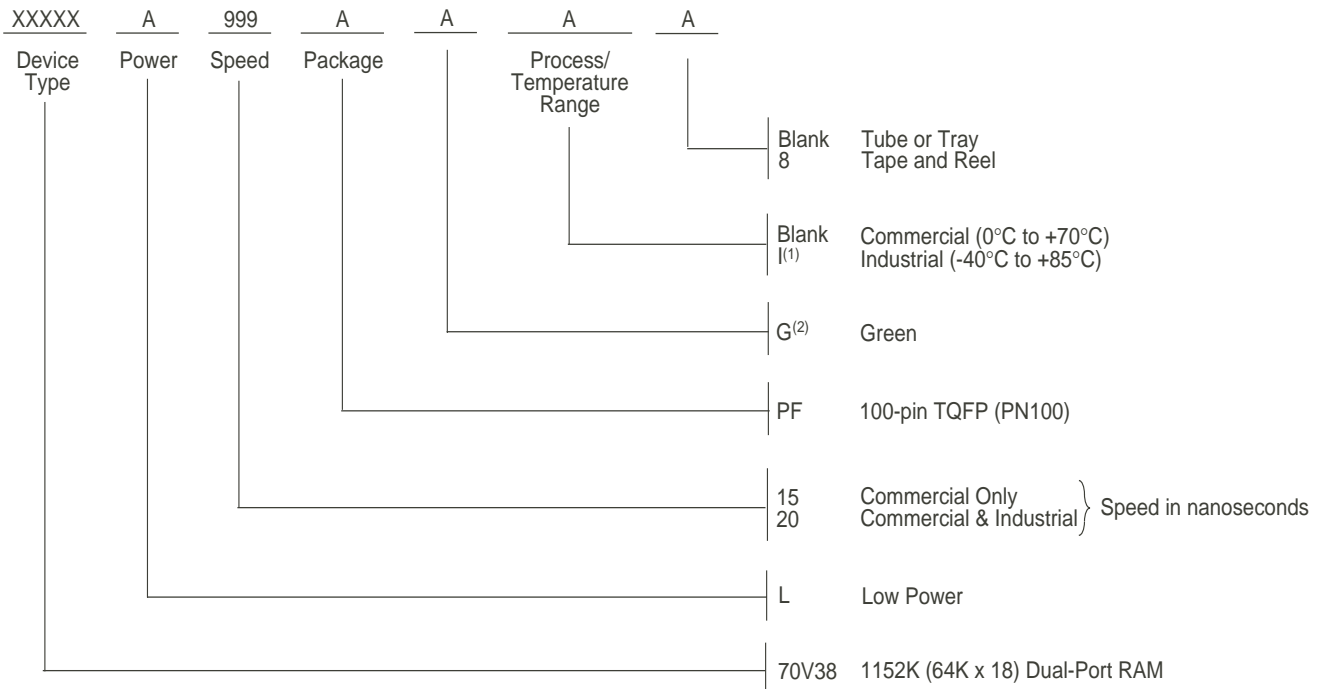 XXXXX A 999 A A A A
Device Type Power Speed Package Process/ Temperature Range
Blank Tube or Tray
8 Tape and Reel
Blank Commercial (0°C to +70°C)
I(1) Industrial (-40°C to +85°C)
G(2) Green
PF 100-pin TQFP (PN100)
15 Commercial Only
20 Commercial & Industrial Speed in nanoseconds
L Low Power
70V38 1152K (64K x 18) Dual-Port RAM